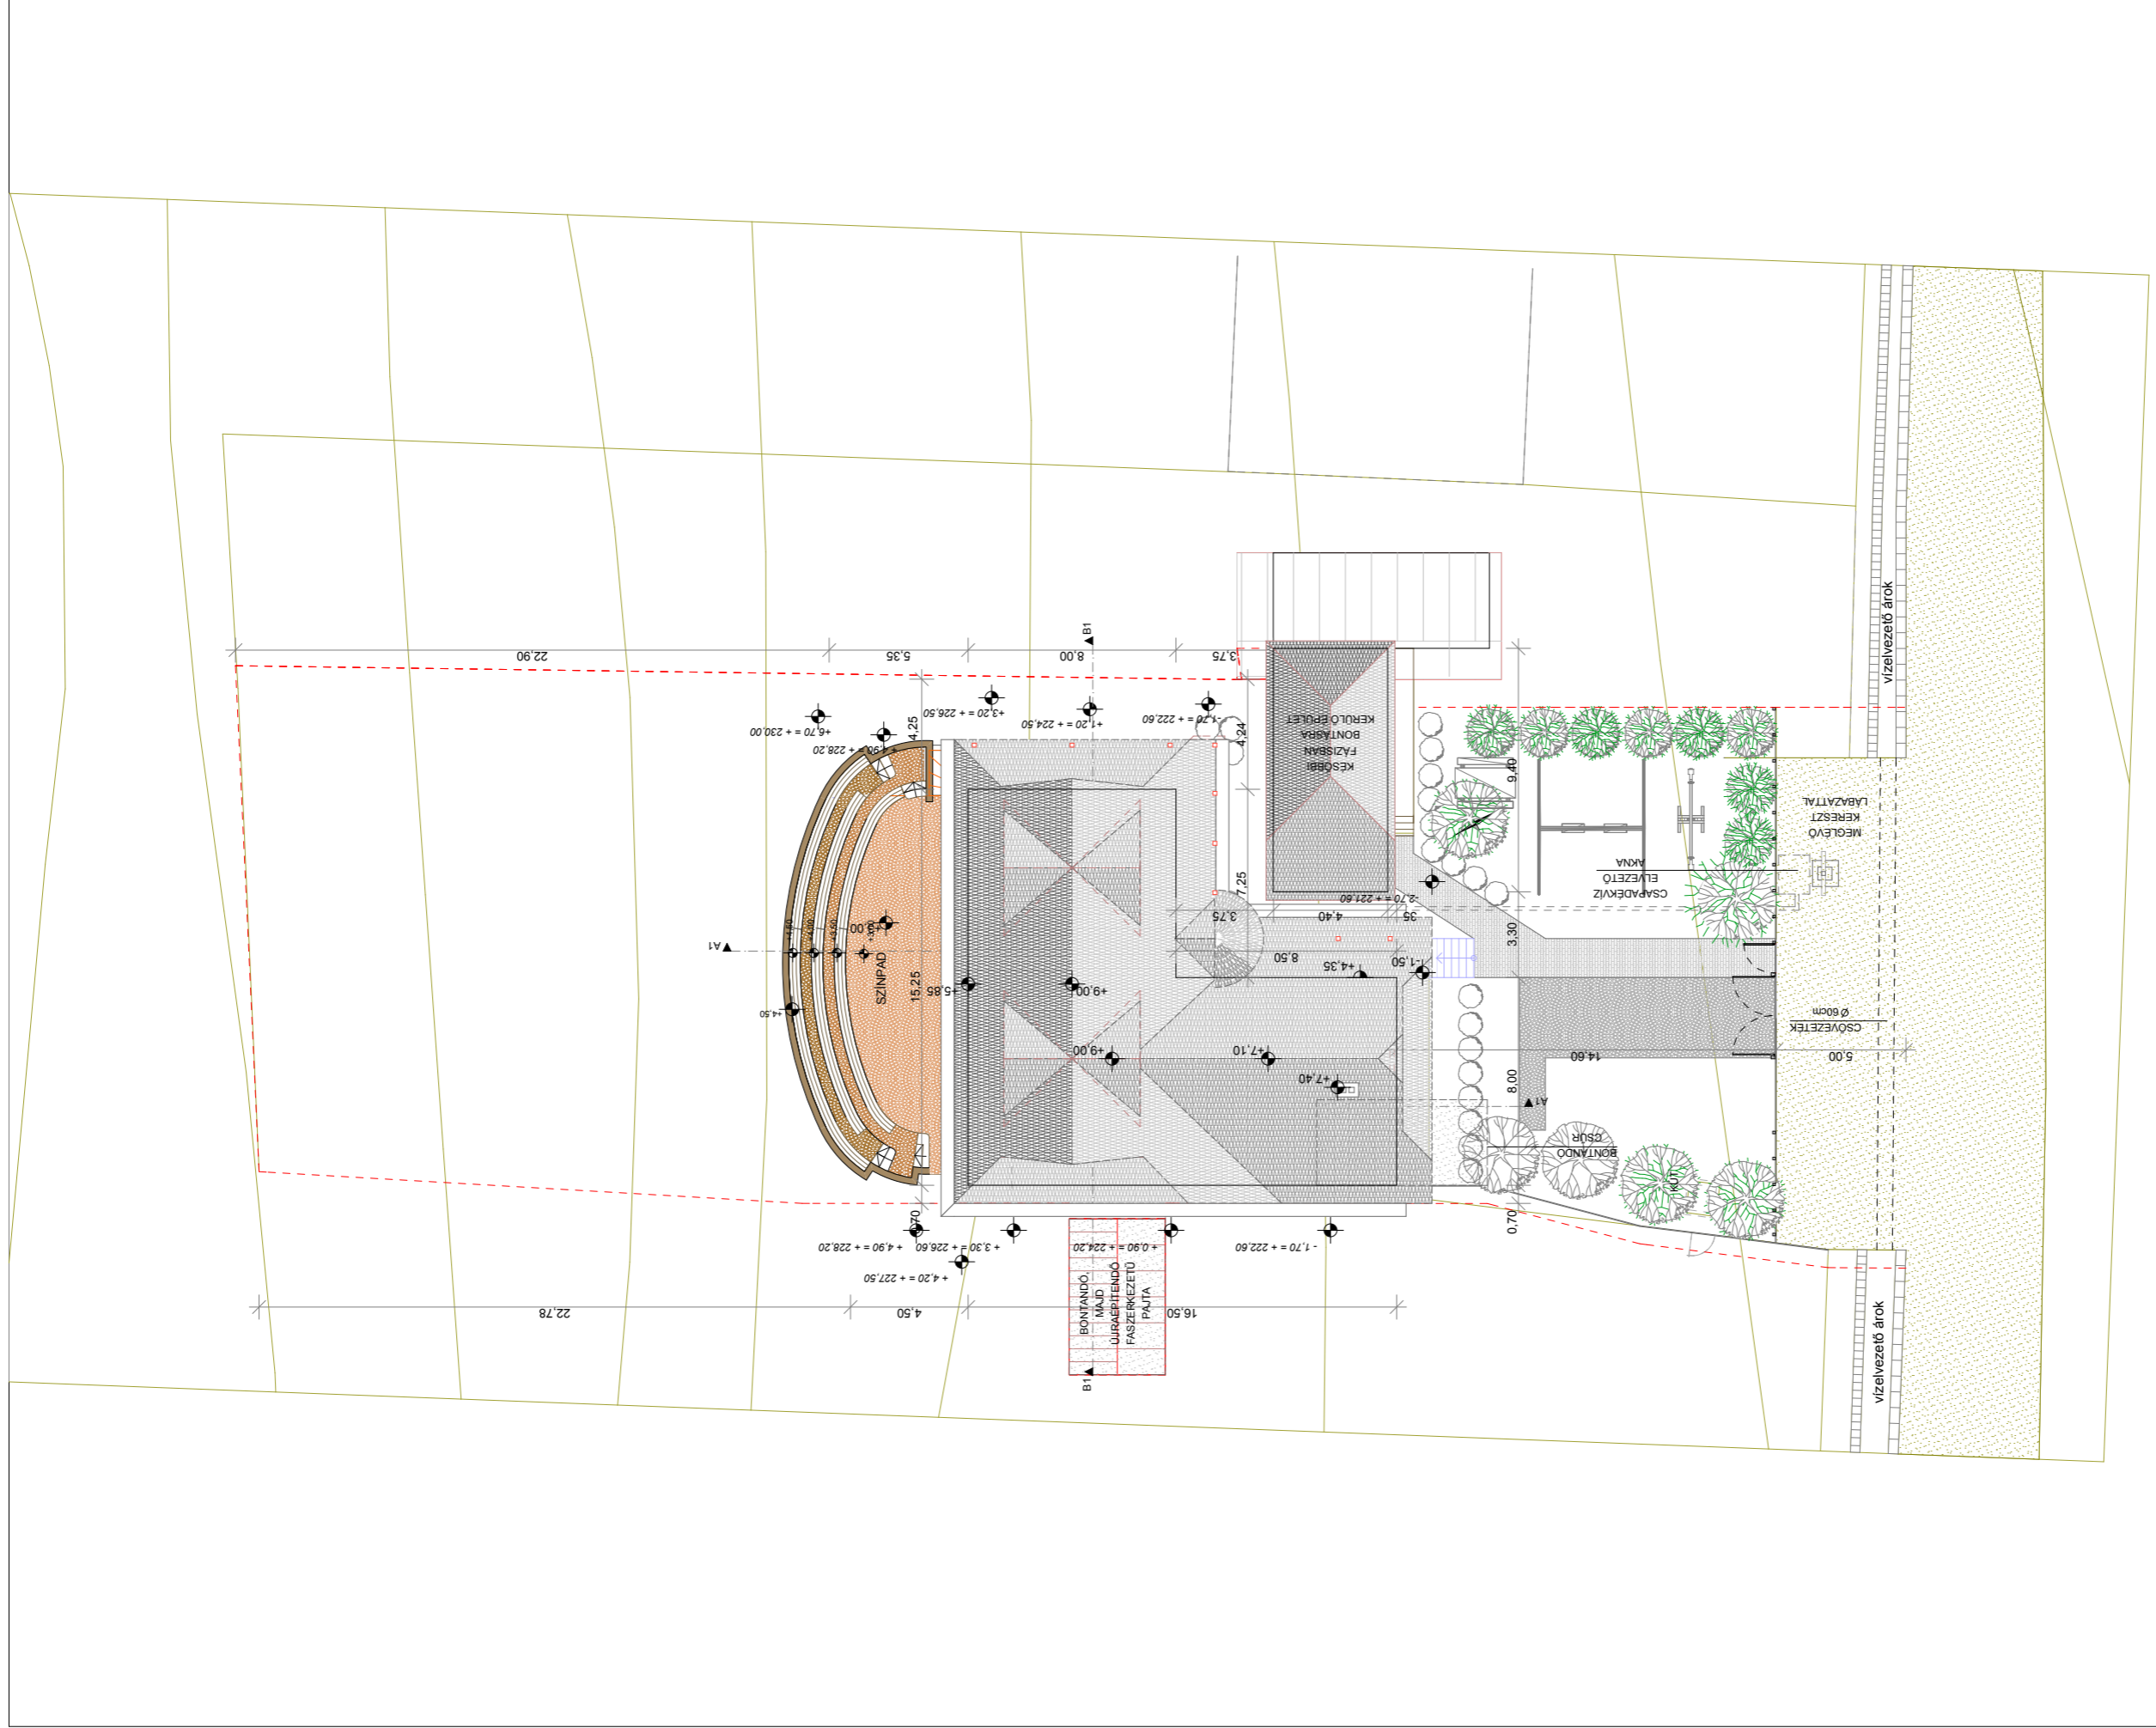 22,90
5,35
8,00
3,75
B1
+6,70 = + 230,00
+ 4,90 = + 228,20
+3,20 = + 226,50
+1,20 = + 224,50
-1,70 = + 222,60
4,25
4,24
7,25
KÉSŐBBI
FÁZISBAN
BONTÁSRA
KERÜLŐ ÉPÜLET
9,40
vízelvezető árok
MEGLÉVŐ
KERESZT
LÁBAZATTAL
CSAPADÉKVÍZ
ELVEZETŐ
AKNA
-2,70 = + 221,60
3,75
4,40
35
3,30
8,50
A1
SZÍNPAD
15,25
+4,50
+4,00
+3,50
+5,85
+9,00
+9,00
+7,10
+7,40
+4,35
-1,50
14,60
8,00
5,00
CSŐVEZETÉK
Ø 60cm
A1
BONTANDÓ
CSŰR
KÚT
0,70
+ 4,90 = + 228,20
+ 3,30 = + 226,60
+ 4,20 = + 227,50
+ 0,90 = + 224,20
- 1,70 = + 222,60
0,70
22,78
4,50
16,50
BONTANDÓ,
MAJD
ÚJRAÉPÍTENDŐ
FASZERKEZETŰ
PAJTA
B1
vízelvezető árok